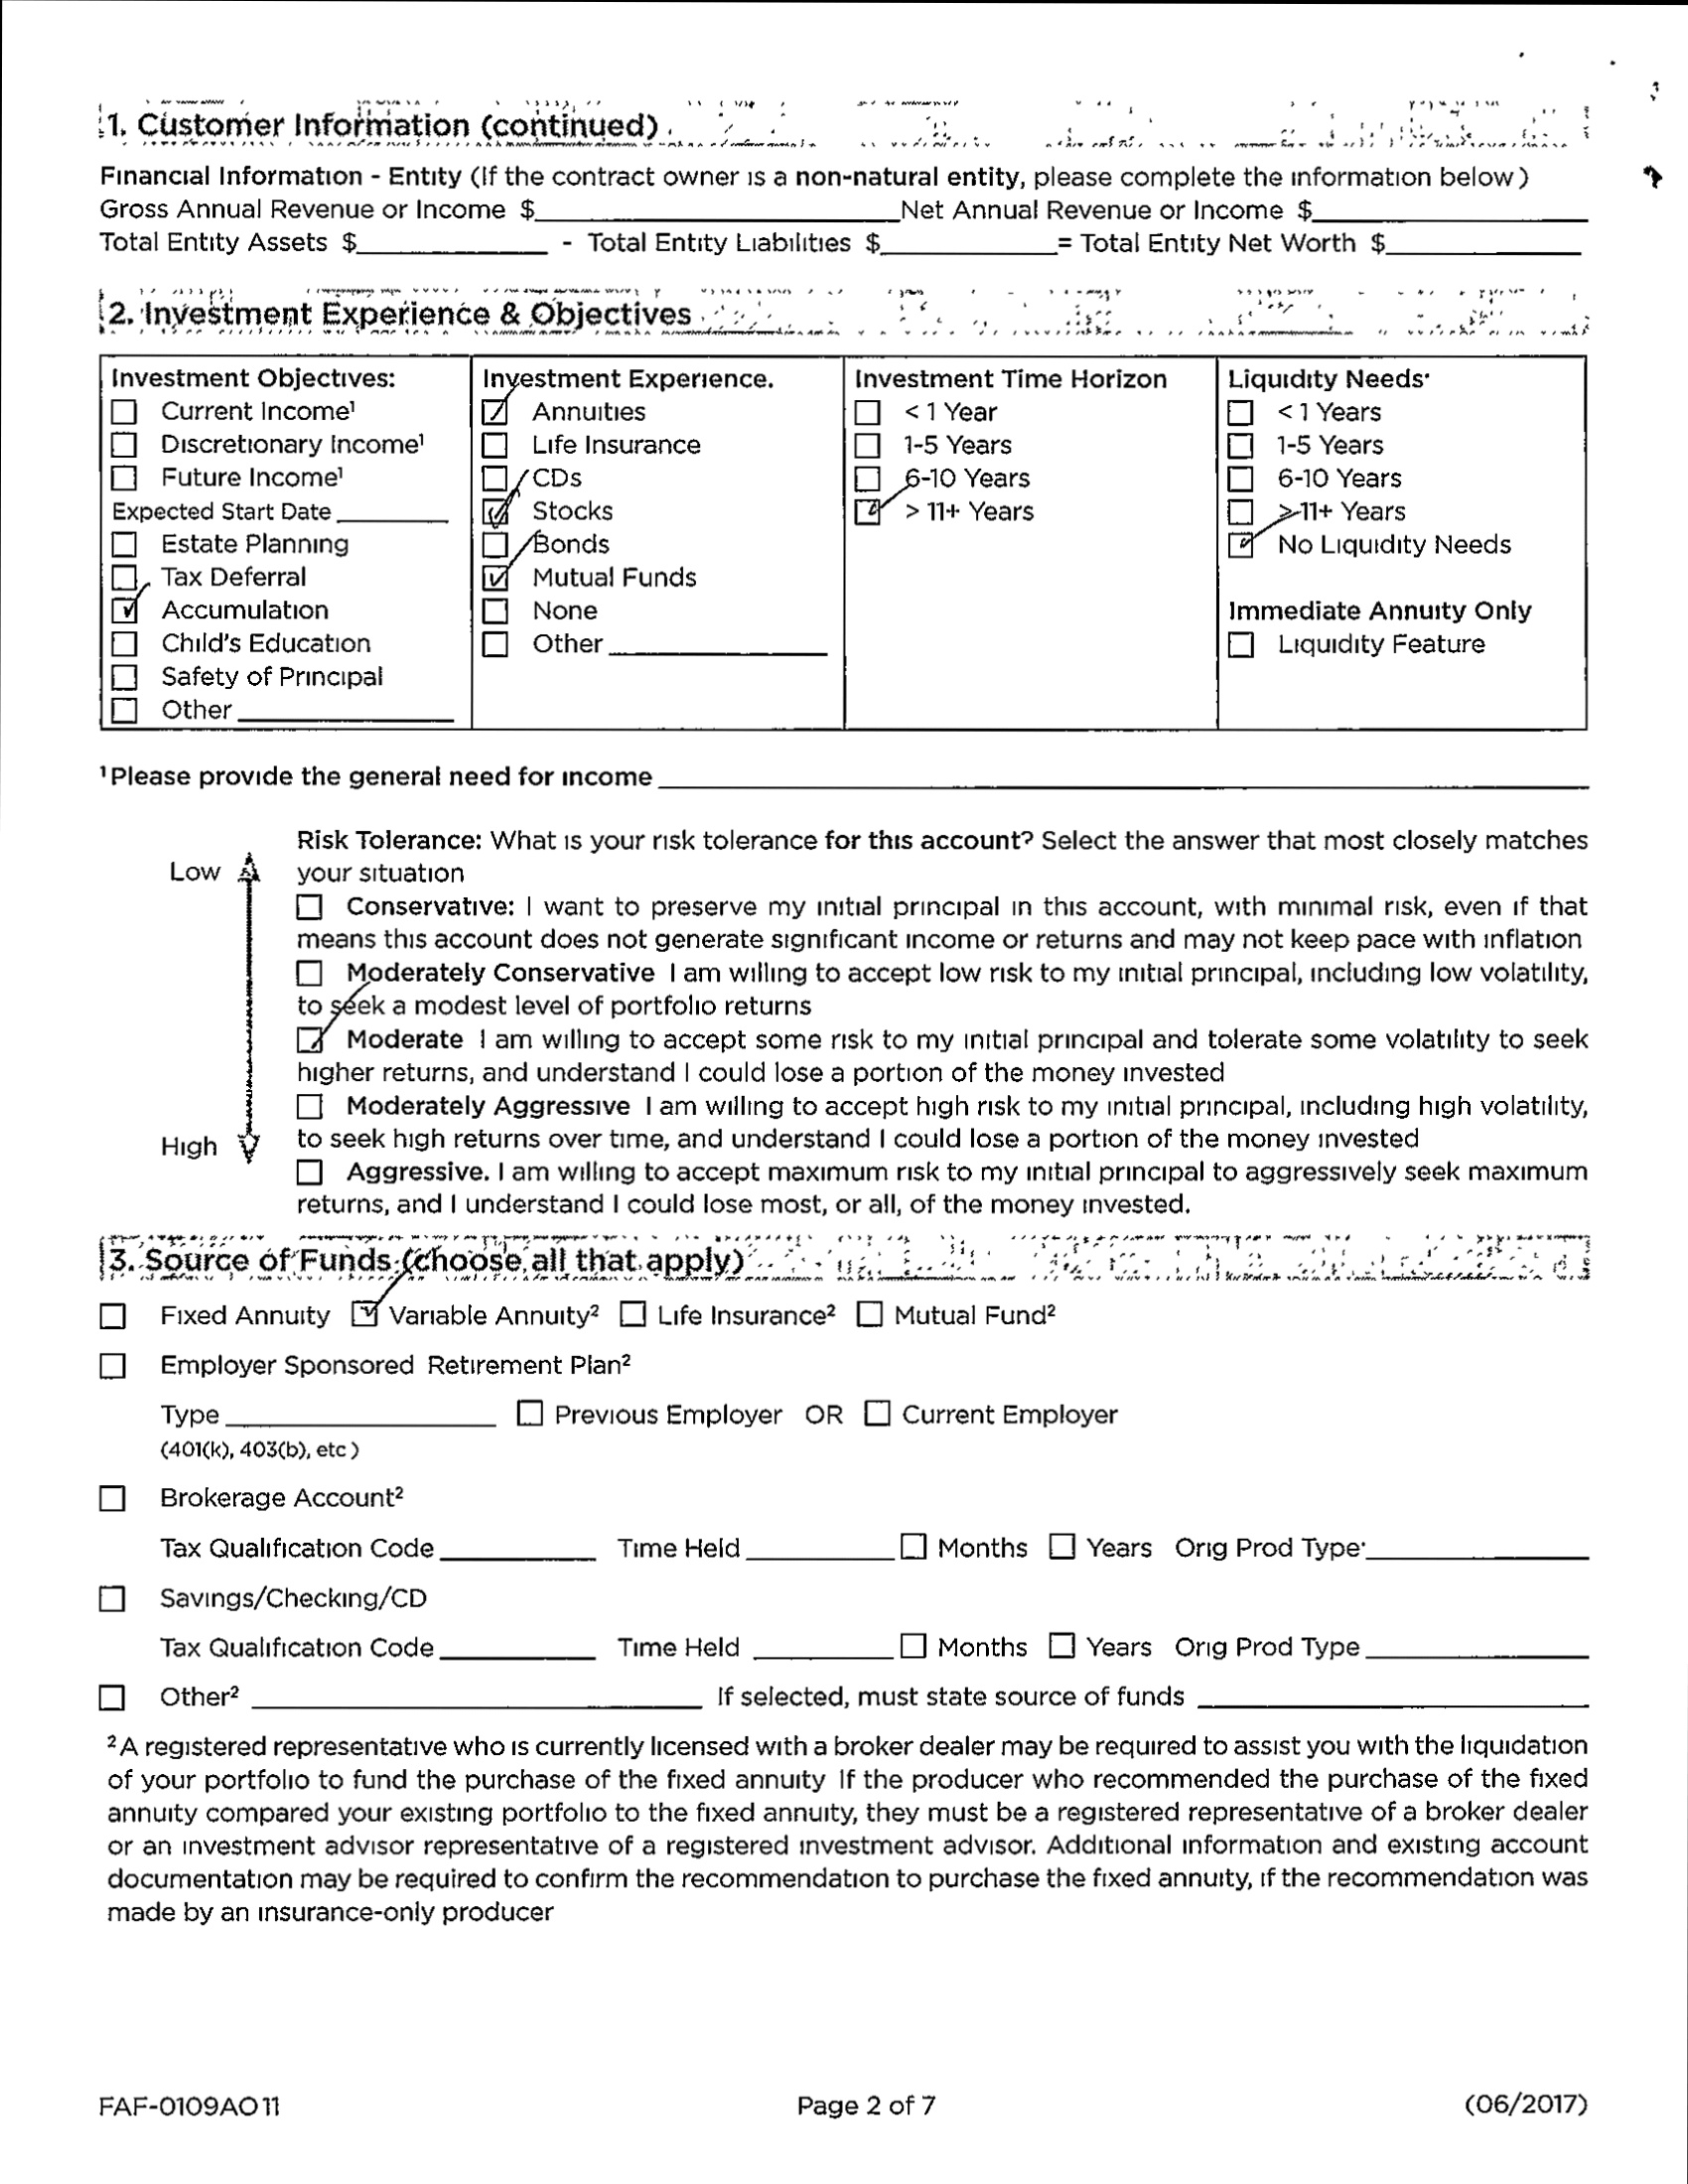 1. Customer Information (continued)
Financial Information - Entity (If the contract owner is a non-natural entity, please complete the information below)
Gross Annual Revenue or Income $ Net Annual Revenue or Income $
Total Entity Assets $ - Total Entity Liabilities $ = Total Entity Net Worth $
2. Investment Experience & Objectives
Investment Objectives:
☐ Current Income¹
☐ Discretionary Income¹
☐ Future Income¹
Expected Start Date
☐ Estate Planning
☐ Tax Deferral
☑ Accumulation
☐ Child's Education
☐ Safety of Principal
☐ Other
Investment Experience.
☑ Annuities
☐ Life Insurance
☐ CDs
☑ Stocks
☐ Bonds
☑ Mutual Funds
☐ None
☐ Other
Investment Time Horizon
☐ < 1 Year
☐ 1-5 Years
☐ 6-10 Years
☑ > 11+ Years
Liquidity Needs·
☐ < 1 Years
☐ 1-5 Years
☐ 6-10 Years
☐ > 11+ Years
☑ No Liquidity Needs
Immediate Annuity Only
☐ Liquidity Feature
¹Please provide the general need for income
Low
High
Risk Tolerance: What is your risk tolerance for this account? Select the answer that most closely matches
your situation
☐ Conservative: I want to preserve my initial principal in this account, with minimal risk, even if that
means this account does not generate significant income or returns and may not keep pace with inflation
☐ Moderately Conservative I am willing to accept low risk to my initial principal, including low volatility,
to seek a modest level of portfolio returns
☑ Moderate I am willing to accept some risk to my initial principal and tolerate some volatility to seek
higher returns, and understand I could lose a portion of the money invested
☐ Moderately Aggressive I am willing to accept high risk to my initial principal, including high volatility,
to seek high returns over time, and understand I could lose a portion of the money invested
☐ Aggressive. I am willing to accept maximum risk to my initial principal to aggressively seek maximum
returns, and I understand I could lose most, or all, of the money invested.
3. Source of Funds (choose all that apply)
☐ Fixed Annuity ☑ Variable Annuity² ☐ Life Insurance² ☐ Mutual Fund²
☐ Employer Sponsored Retirement Plan²
Type ☐ Previous Employer OR ☐ Current Employer
(401(k), 403(b), etc )
☐ Brokerage Account²
Tax Qualification Code Time Held ☐ Months ☐ Years Orig Prod Type·
☐ Savings/Checking/CD
Tax Qualification Code Time Held ☐ Months ☐ Years Orig Prod Type
☐ Other² If selected, must state source of funds
²A registered representative who is currently licensed with a broker dealer may be required to assist you with the liquidation
of your portfolio to fund the purchase of the fixed annuity If the producer who recommended the purchase of the fixed
annuity compared your existing portfolio to the fixed annuity, they must be a registered representative of a broker dealer
or an investment advisor representative of a registered investment advisor. Additional information and existing account
documentation may be required to confirm the recommendation to purchase the fixed annuity, if the recommendation was
made by an insurance-only producer
FAF-0109AO 11 Page 2 of 7 (06/2017)